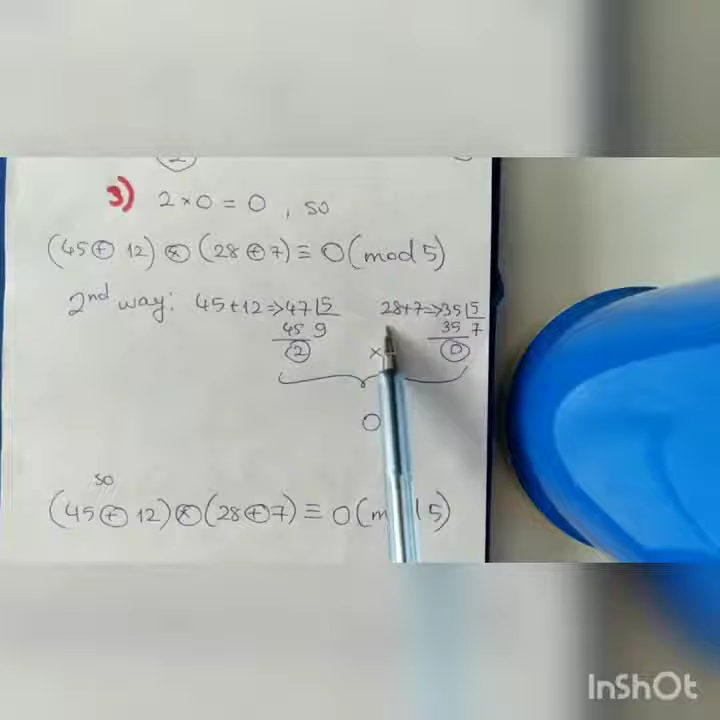 2
3) 2 × 0 = 0 , so
(45 ⊕ 12) ⊗ (28 ⊕ 7) ≡ 0 (mod 5)
2nd way: 45 + 12 ⇒ 47 5 28 + 7 ⇒ 35 5
45 9 35 7
2 × 0
0
so
(45 ⊕ 12) ⊗ (28 ⊕ 7) ≡ 0 (m 5)
InShOt